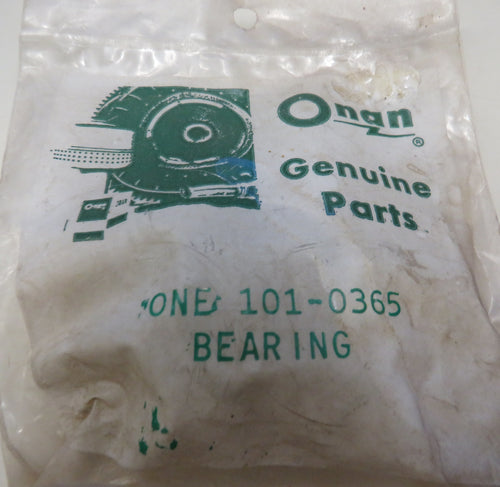 Onan ®
Genuine
Parts
ONE 101-0365
BEARING